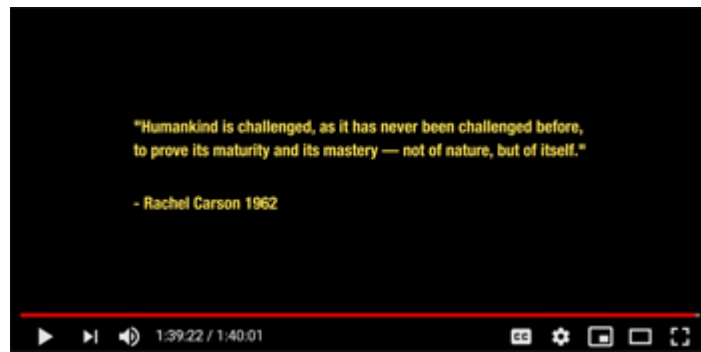 "Humankind is challenged, as it has never been challenged before,
to prove its maturity and its mastery — not of nature, but of itself."
- Rachel Carson 1962
1:39:22 / 1:40:01
CC